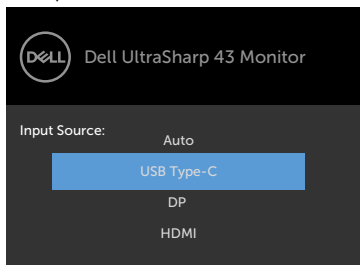 DELL Dell UltraSharp 43 Monitor
Input Source:
Auto
USB Type-C
DP
HDMI